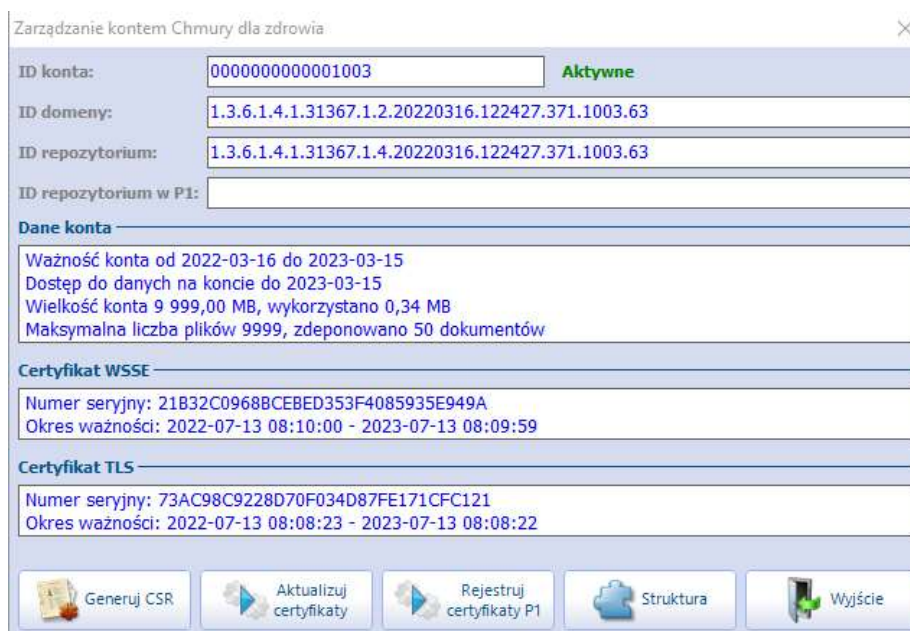 Zarządzanie kontem Chmury dla zdrowia
ID konta: 0000000000001003 Aktywne
ID domeny: 1.3.6.1.4.1.31367.1.2.20220316.122427.371.1003.63
ID repozytorium: 1.3.6.1.4.1.31367.1.4.20220316.122427.371.1003.63
ID repozytorium w P1:
Dane konta
Ważność konta od 2022-03-16 do 2023-03-15
Dostęp do danych na koncie do 2023-03-15
Wielkość konta 9 999,00 MB, wykorzystano 0,34 MB
Maksymalna liczba plików 9999, zdeponowano 50 dokumentów
Certyfikat WSSE
Numer seryjny: 21B32C0968BCEBED353F4085935E949A
Okres ważności: 2022-07-13 08:10:00 - 2023-07-13 08:09:59
Certyfikat TLS
Numer seryjny: 73AC98C9228D70F034D87FE171CFC121
Okres ważności: 2022-07-13 08:08:23 - 2023-07-13 08:08:22
Generuj CSR
Aktualizuj
certyfikaty
Rejestruj
certyfikaty P1
Struktura
Wyjście